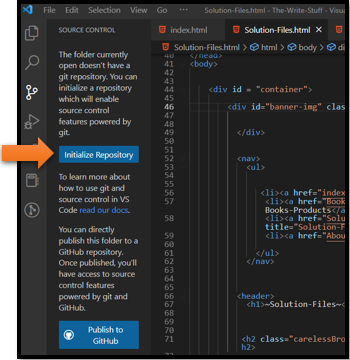 File Edit Selection View Go ··· Solution-Files.html - The-Write-Stuff - Visua
SOURCE CONTROL
The folder currently
open doesn't have a
git repository. You can
initialize a repository
which will enable
source control
features powered by
git.
Initialize Repository
To learn more about
how to use git and
source control in VS
Code read our docs.
You can directly
publish this folder to a
GitHub repository.
Once published, you'll
have access to source
control features
powered by git and
GitHub.
Publish to
GitHub
index.html Solution-Files.html
Solution-Files.html > html > body > di
40 </head>
41 <body>
42
43
44 <div id = "container">
45
46 <div id="banner-img" clas
47
48
49 </div>
50
51
52 <nav>
53 <ul>
54
55
56 <li><a href="index
57 <li><a href="Book
Books-Products</a
58 <li><a href="Solu
title="Solution-F
59 <li><a href="Abou
60
61 </ul>
62 </nav>
63
64
65
66 <header>
67 <h1>~Solution-Files~<
68
69
70
71 <h2 class="carelessBro
72 h2